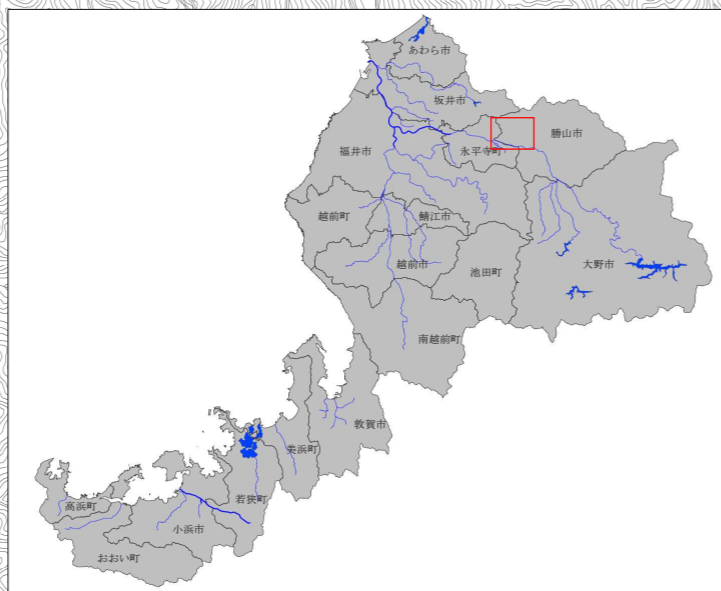 あわら市
坂井市
勝山市
永平寺町
福井市
越前町
鯖江市
越前市
池田町
大野市
南越前町
敦賀市
美浜町
若狭町
高浜町
小浜市
おおい町